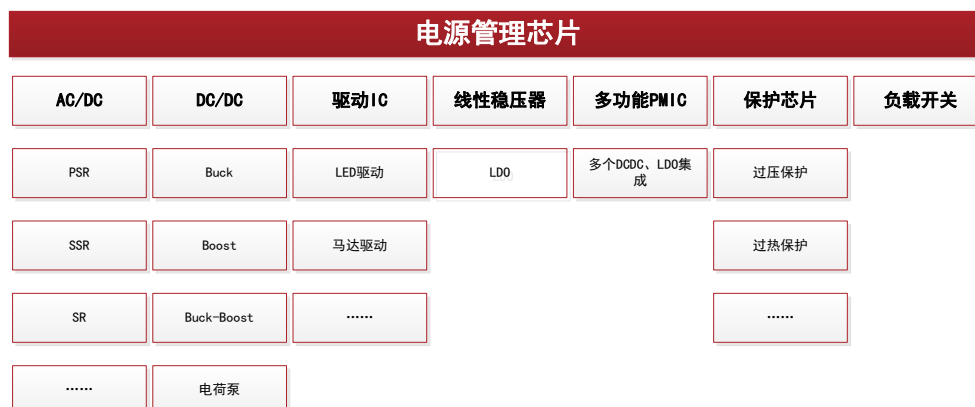 电源管理芯片
AC/DC DC/DC 驱动IC 线性稳压器 多功能PMIC 保护芯片 负载开关
PSR Buck LED驱动 LDO 多个DCDC、LDO集
成 过压保护
SSR Boost 马达驱动 过热保护
SR Buck-Boost …… ……
…… 电荷泵